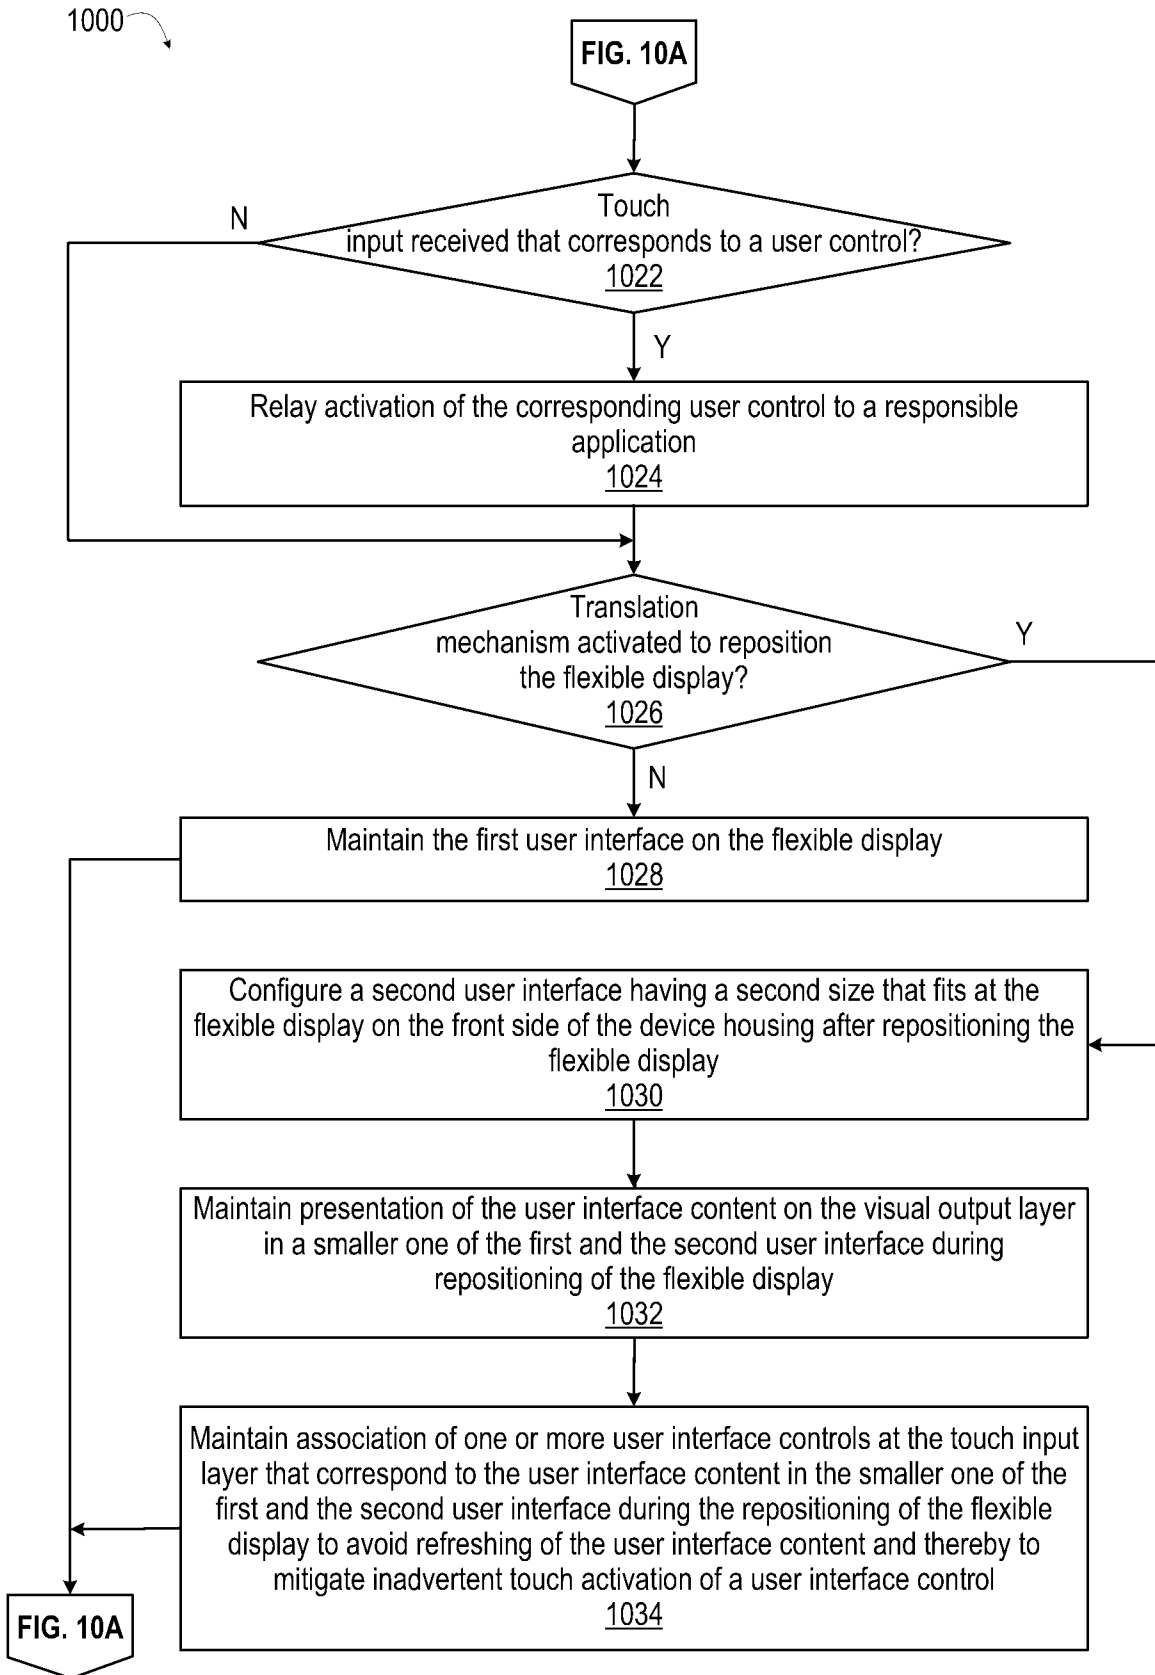 1000
FIG. 10A
Touch
input received that corresponds to a user control?
1022
N
Y
Relay activation of the corresponding user control to a responsible
application
1024
Translation
mechanism activated to reposition
the flexible display?
1026
Y
N
Maintain the first user interface on the flexible display
1028
Configure a second user interface having a second size that fits at the
flexible display on the front side of the device housing after repositioning the
flexible display
1030
Maintain presentation of the user interface content on the visual output layer
in a smaller one of the first and the second user interface during
repositioning of the flexible display
1032
Maintain association of one or more user interface controls at the touch input
layer that correspond to the user interface content in the smaller one of the
first and the second user interface during the repositioning of the flexible
display to avoid refreshing of the user interface content and thereby to
mitigate inadvertent touch activation of a user interface control
1034
FIG. 10A